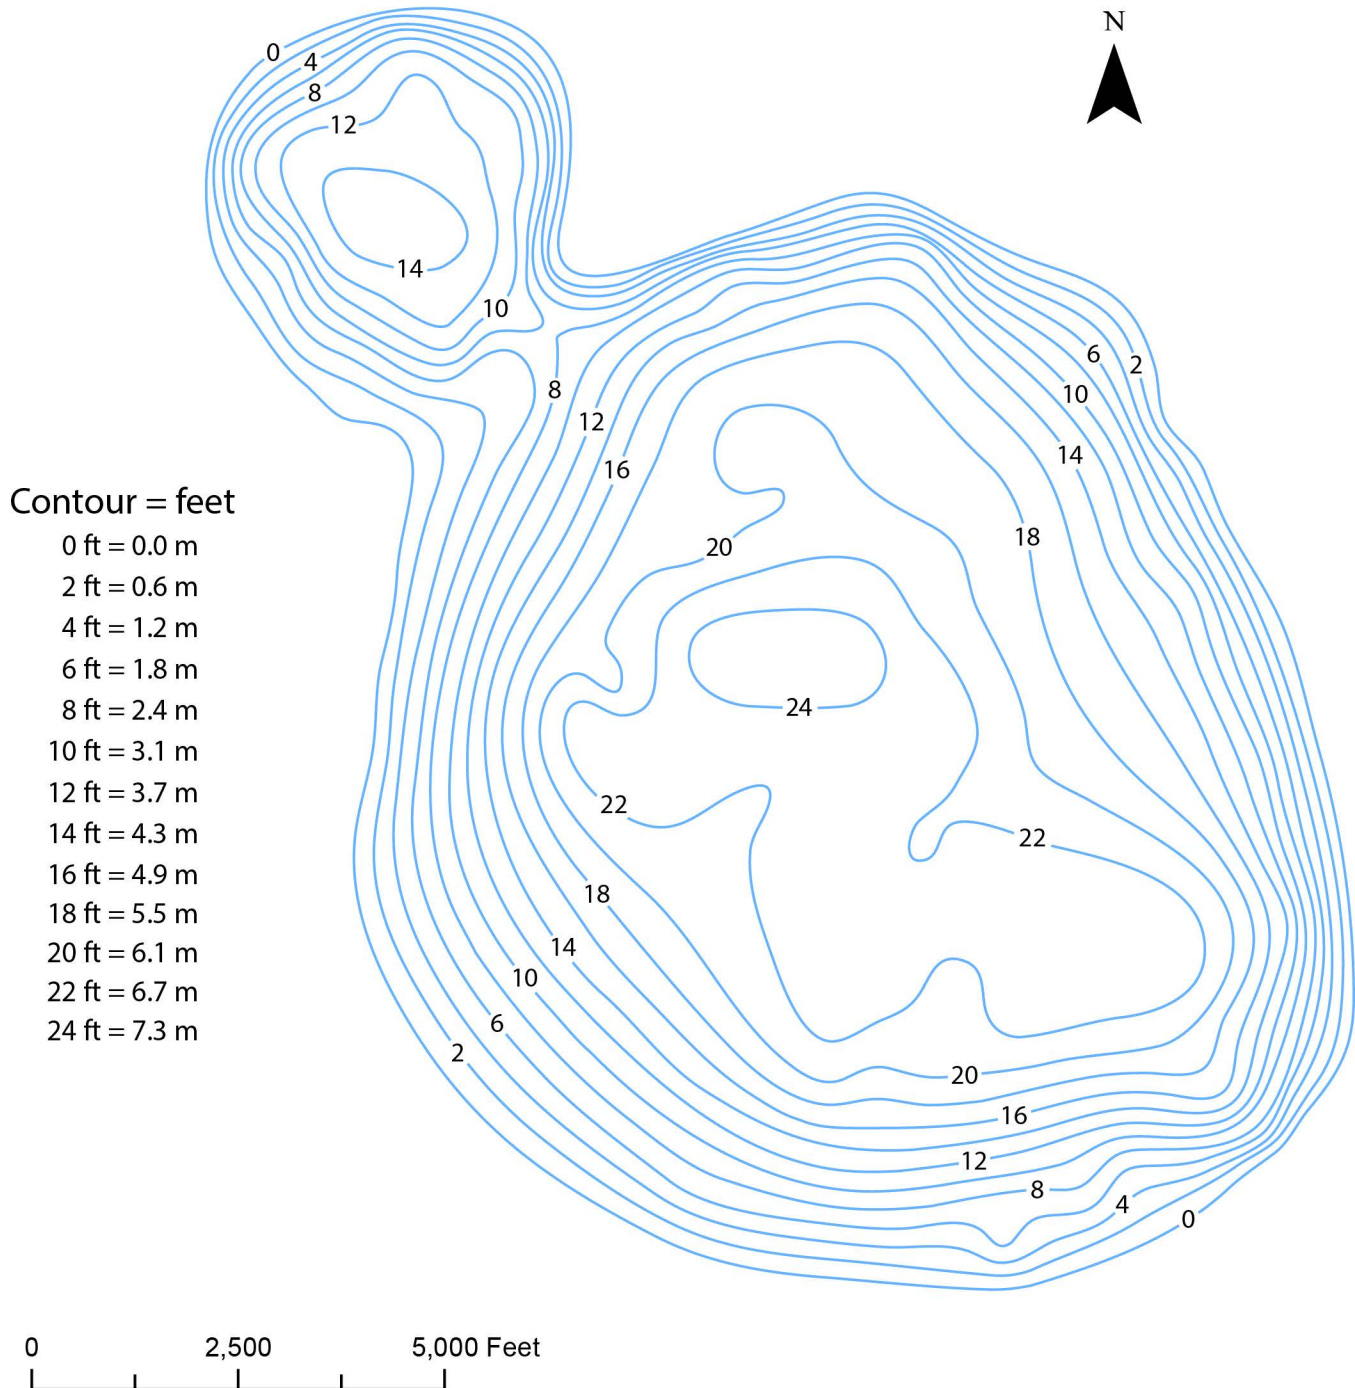 N
0
4
8
12
14
10
8
12
16
20
24
22
22
18
6
2
10
14
18
14
10
6
2
20
16
12
8
4
0
Contour = feet
0 ft = 0.0 m
2 ft = 0.6 m
4 ft = 1.2 m
6 ft = 1.8 m
8 ft = 2.4 m
10 ft = 3.1 m
12 ft = 3.7 m
14 ft = 4.3 m
16 ft = 4.9 m
18 ft = 5.5 m
20 ft = 6.1 m
22 ft = 6.7 m
24 ft = 7.3 m
0 2,500 5,000 Feet